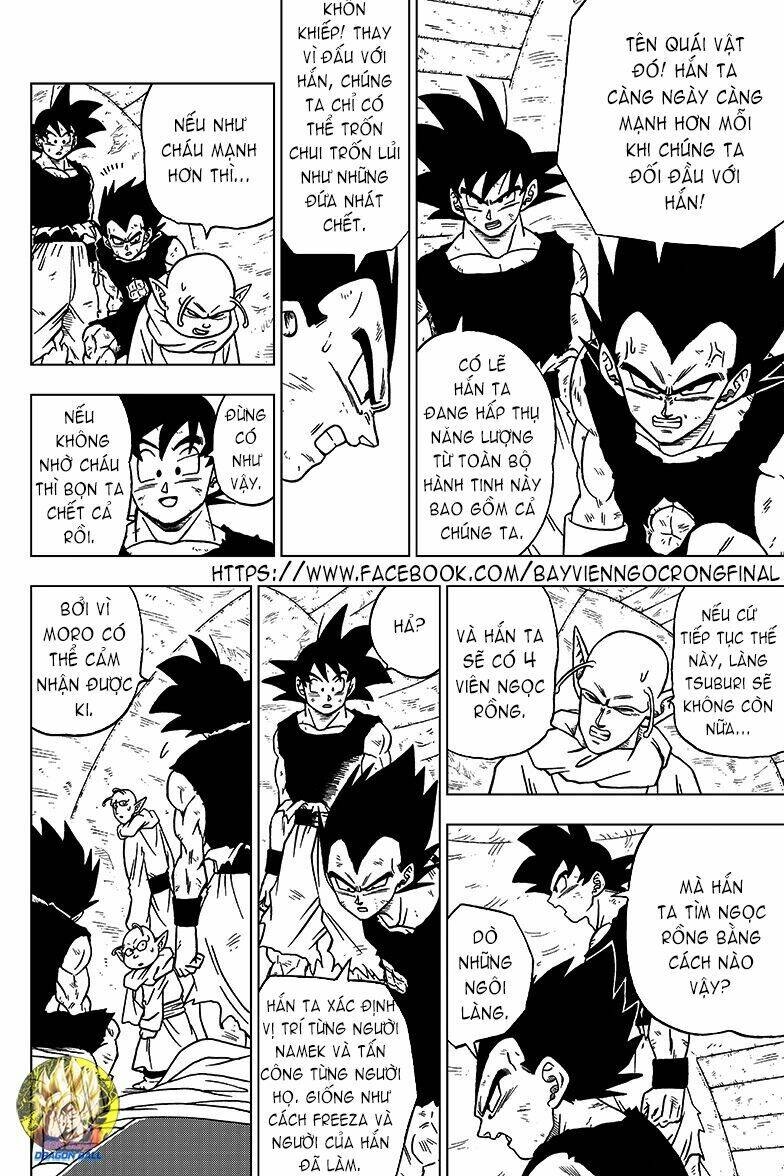 TÊN QUÁI VẬT
ĐÓ! HẮN TA
CÀNG NGÀY CÀNG
MẠNH HƠN MỖI
KHI CHÚNG TA
ĐỐI ĐẦU VỚI
HẮN!
CÓ LẼ
HẮN TA
ĐANG HẤP THỤ
NĂNG LƯỢNG
TỪ TOÀN BỘ
HÀNH TINH NÀY
BAO GỒM CẢ
CHÚNG TA.
KHỐN
KHIẾP! THAY
VÌ ĐẤU VỚI
HẮN, CHÚNG
TA CHỈ CÓ
THỂ TRỐN
CHUI TRỐN LỦI
NHƯ NHỮNG
ĐỨA NHÁT
CHẾT.
NẾU NHƯ
CHÁU MẠNH
HƠN THÌ...
ĐỪNG
CÓ
NHƯ
VẬY.
NẾU
KHÔNG
NHỜ CHÁU
THÌ BỌN TA
CHẾT CẢ
RỒI.
HTTPS://WWW.FACEBOOK.COM/BAYVIENNGOCRONGFINAL
NẾU CỨ
TIẾP TỤC THẾ
NÀY, LÀNG
TSUBURI SẼ
KHÔNG CÒN
NỮA...
VÀ HẮN TA
SẼ CÓ 4
VIÊN NGỌC
RỒNG.
MÀ HẮN
TA TÌM NGỌC
RỒNG BẰNG
CÁCH NÀO
VẬY?
DÒ
NHỮNG
NGÔI
LÀNG.
HẢ?
HẮN TA XÁC ĐỊNH
VỊ TRÍ TỪNG NGƯỜI
NAMEK VÀ TẤN
CÔNG TỪNG NGƯỜI
HỌ. GIỐNG NHƯ
CÁCH FREEZA VÀ
NGƯỜI CỦA HẮN
ĐÃ LÀM.
BỞI VÌ
MORO CÓ
THỂ CẢM
NHẬN ĐƯỢC
KI.
DRAGON BALL